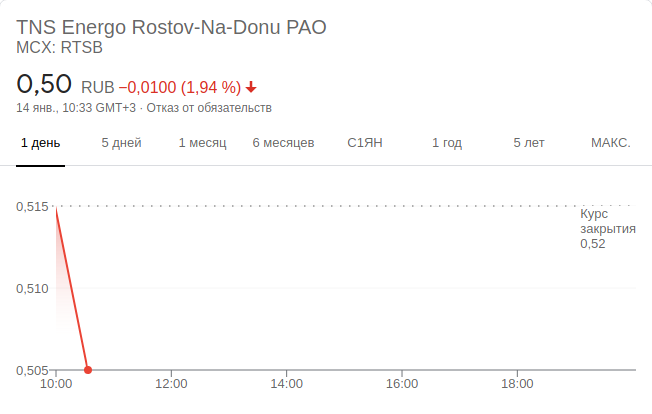 TNS Energo Rostov-Na-Donu PAO
MCX: RTSB
0,50 RUB −0,0100 (1,94 %)
14 янв., 10:33 GMT+3 · Отказ от обязательств
1 день 5 дней 1 месяц 6 месяцев С1ЯН 1 год 5 лет МАКС.
0,515
Курс
закрытия
0,52
0,510
0,505
10:00 12:00 14:00 16:00 18:00